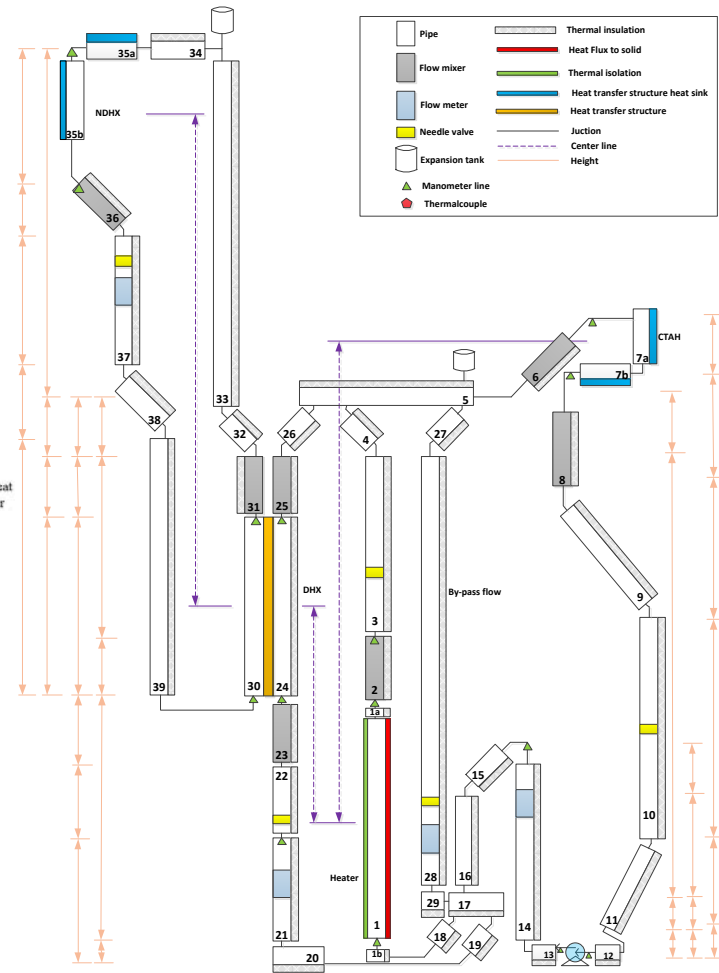 Pipe
Thermal insulation
Flow mixer
Heat Flux to solid
Thermal isolation
Flow meter
Heat transfer structure heat sink
Heat transfer structure
Needle valve
Juction
Center line
Expansion tank
Height
Manometer line
Thermalcouple
35a
34
NDHX
35b
36
37
38
33
32
26
5
4
27
6
7a
CTAH
7b
8
31
25
9
DHX
3
By-pass flow
39
30
24
2
1a
23
22
15
10
Heater
28
16
29
17
14
11
21
1
18
19
20
1b
13
12